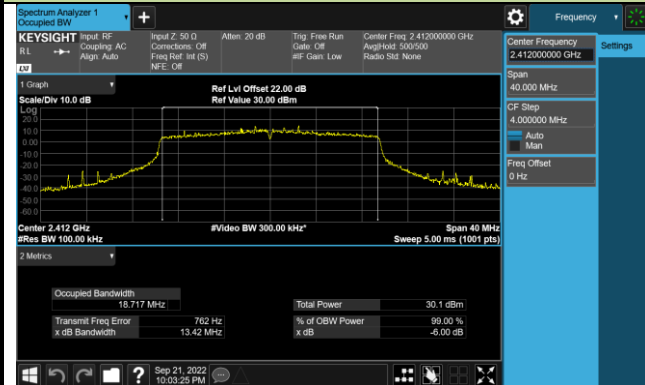 Spectrum Analyzer 1
Occupied BW
KEYSIGHT
RL
Input: RF
Coupling: AC
Align: Auto
Input Z: 50 Ω
Corrections: Off
Freq Ref: Int (S)
NFE: Off
Atten: 20 dB
Trig: Free Run
Gate: Off
#IF Gain: Low
Center Freq: 2.412000000 GHz
Avg|Hold: 500/500
Radio Std: None
LXI
1 Graph
Scale/Div 10.0 dB
Ref Lvl Offset 22.00 dB
Ref Value 30.00 dBm
Log
20.0
10.0
0.00
-10.0
-20.0
-30.0
-40.0
-50.0
-60.0
Center 2.412 GHz
#Res BW 100.00 kHz
#Video BW 300.00 kHz*
Span 40 MHz
Sweep 5.00 ms (1001 pts)
2 Metrics
Occupied Bandwidth
18.717 MHz
Transmit Freq Error 762 Hz
x dB Bandwidth 13.42 MHz
Total Power 30.1 dBm
% of OBW Power 99.00 %
x dB -6.00 dB
Sep 21, 2022
10:03:25 PM
Frequency
Center Frequency
2.412000000 GHz
Span
40.000 MHz
CF Step
4.000000 MHz
Auto
Man
Freq Offset
0 Hz
Settings